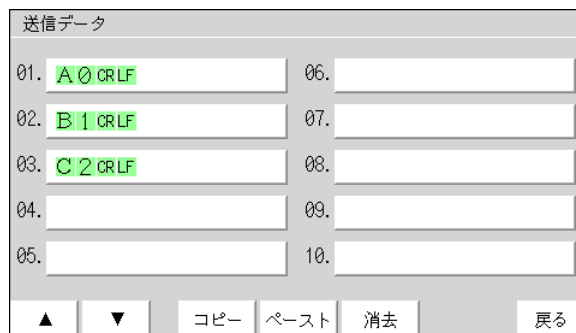 送信データ
01. A0CRLF
02. B1CRLF
03. C2CRLF
04.
05.
06.
07.
08.
09.
10.
▲ ▼ コピー ペースト 消去 戻る